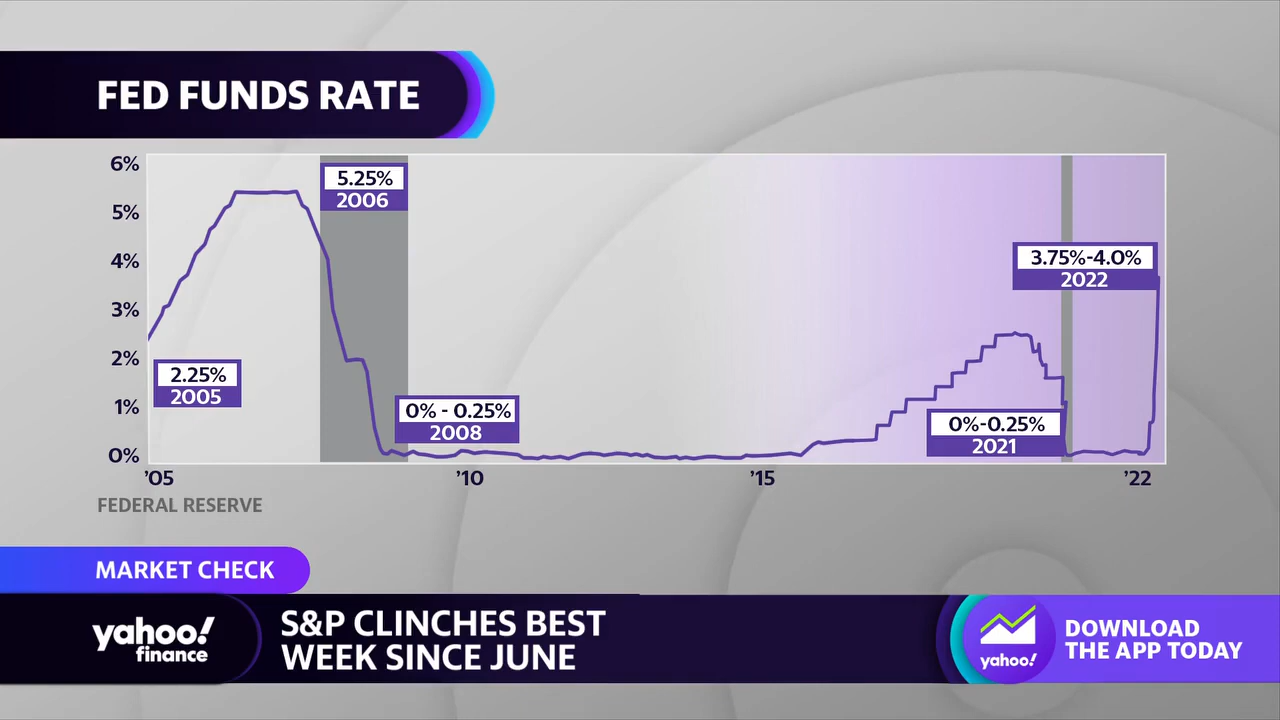 FED FUNDS RATE
6%
5%
4%
3%
2%
1%
0%
5.25%
2006
3.75%-4.0%
2022
2.25%
2005
0% - 0.25%
2008
0%-0.25%
2021
'05
'10
'15
'22
FEDERAL RESERVE
MARKET CHECK
yahoo!
finance
S&P CLINCHES BEST
WEEK SINCE JUNE
yahoo!
DOWNLOAD
THE APP TODAY